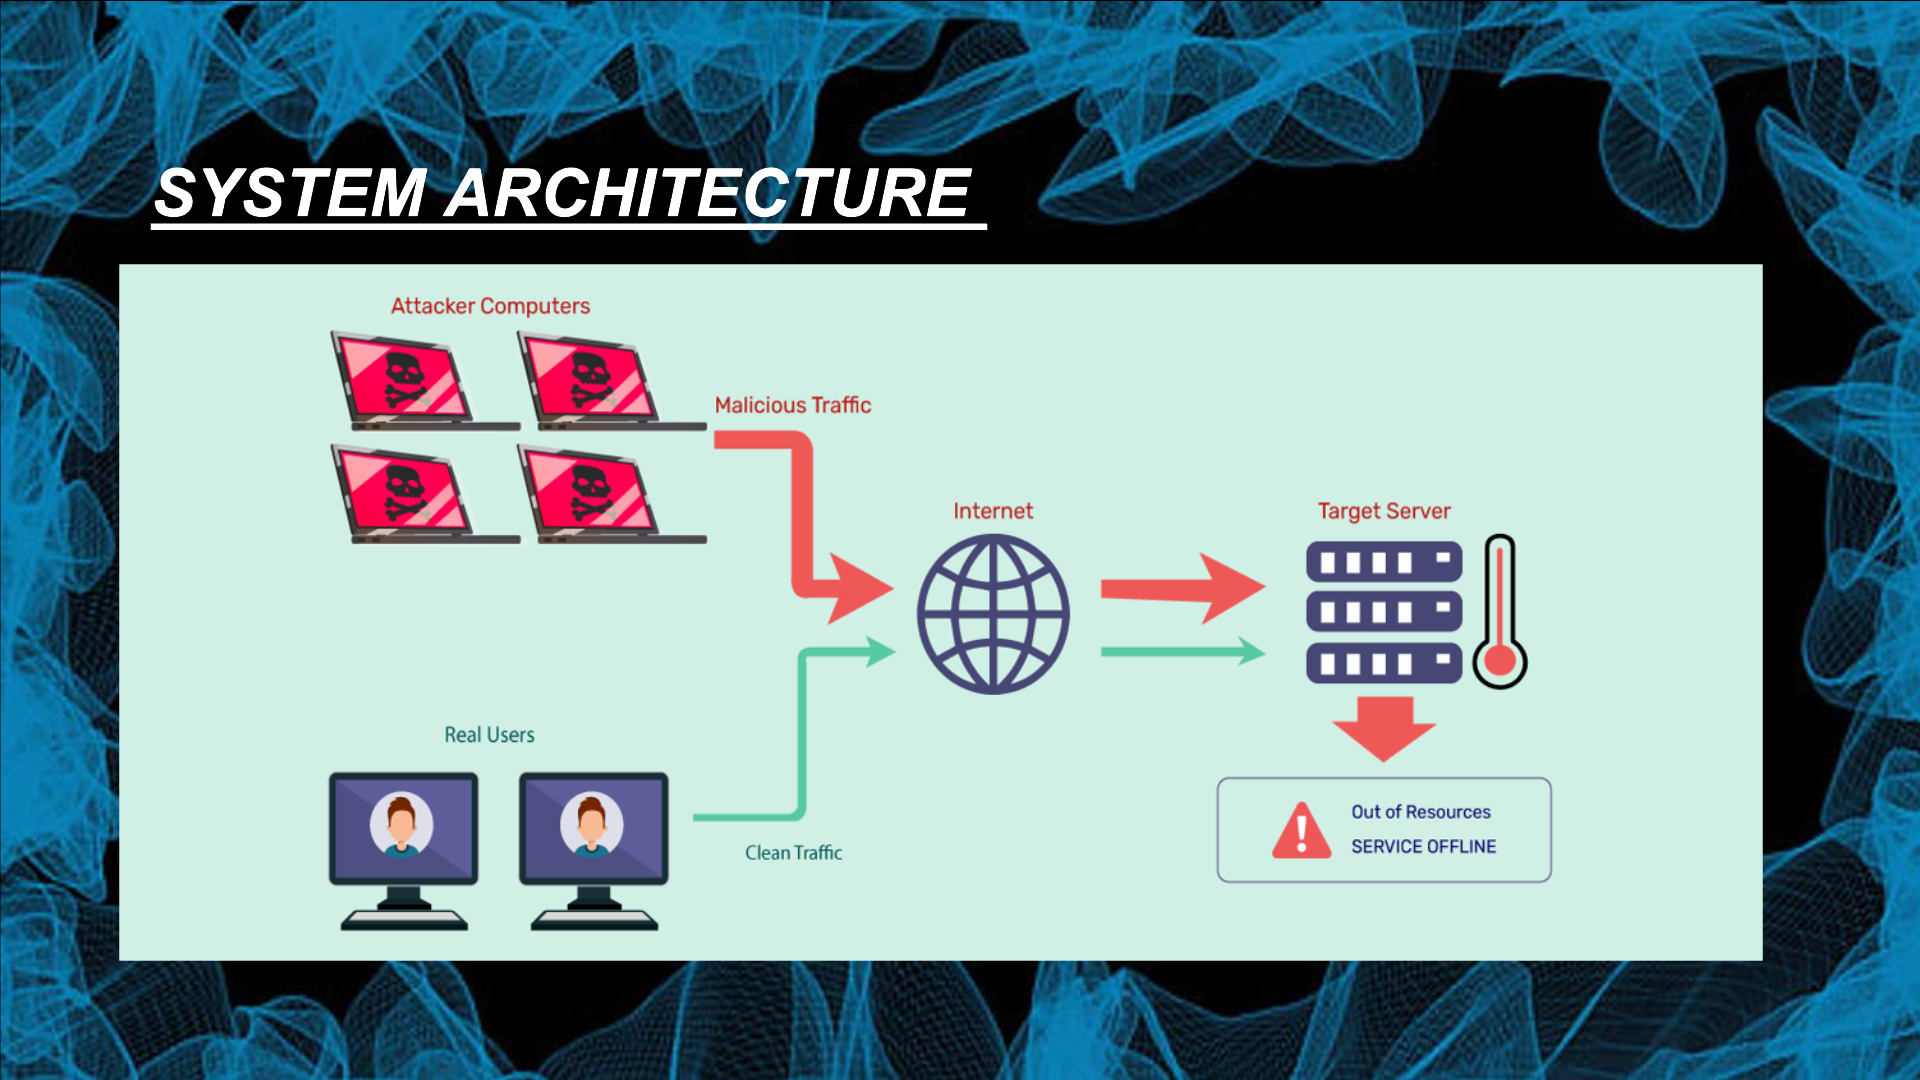 SYSTEM ARCHITECTURE
Attacker Computers
Malicious Traffic
Internet
Target Server
Real Users
Clean Traffic
Out of Resources
SERVICE OFFLINE